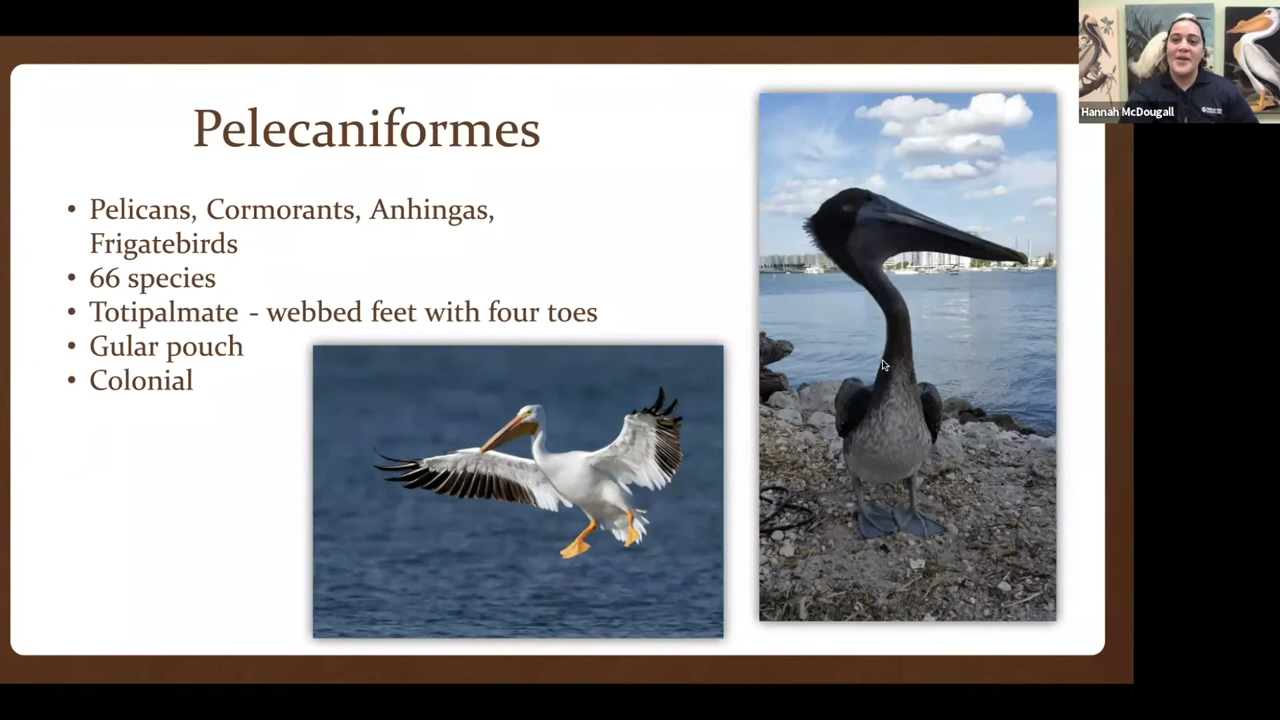 Pelecaniformes
• Pelicans, Cormorants, Anhingas,
Frigatebirds
• 66 species
• Totipalmate - webbed feet with four toes
• Gular pouch
• Colonial
Hannah McDougall